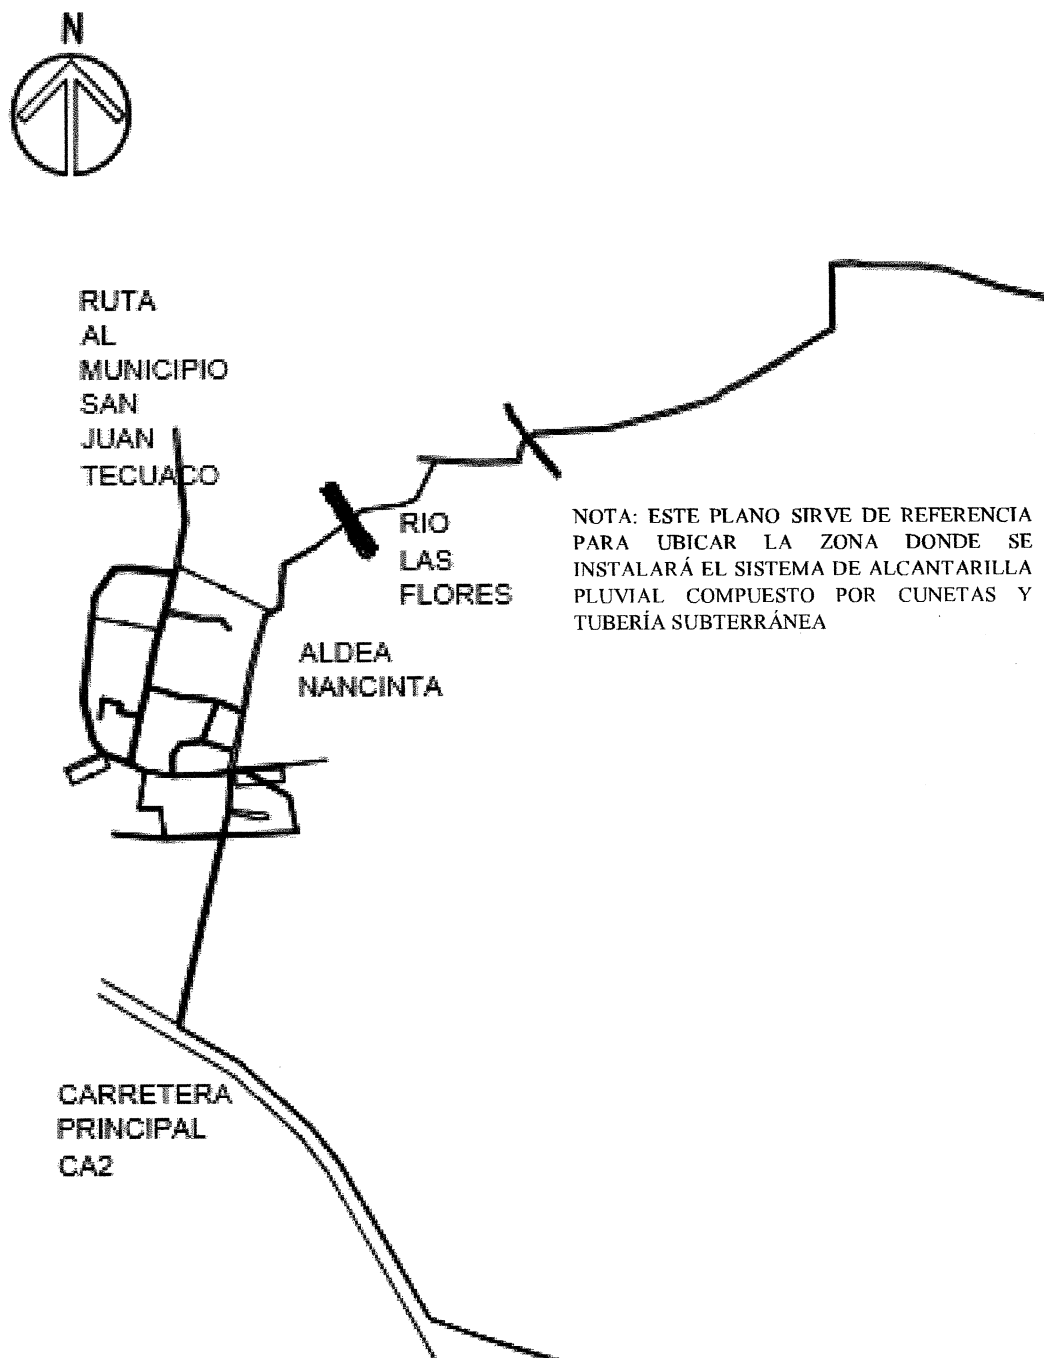 N
RUTA
AL
MUNICIPIO
SAN
JUAN
TECUACO
RIO
LAS
FLORES
NOTA: ESTE PLANO SIRVE DE REFERENCIA
PARA UBICAR LA ZONA DONDE SE
INSTALARÁ EL SISTEMA DE ALCANTARILLA
PLUVIAL COMPUESTO POR CUNETAS Y
TUBERÍA SUBTERRÁNEA
ALDEA
NANCINTA
CARRETERA
PRINCIPAL
CA2